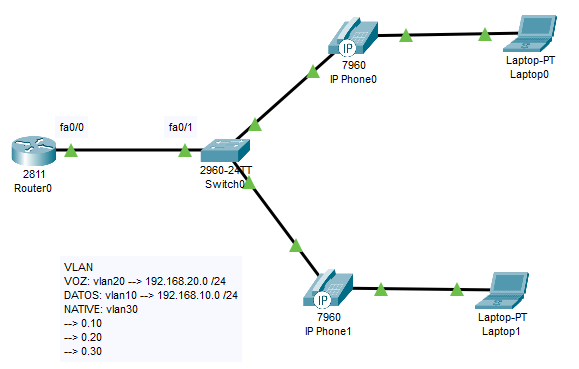 7960
IP
IP Phone0
Laptop-PT
Laptop0
fa0/0
fa0/1
2811
Router0
2960-24TT
Switch0
VLAN
VOZ: vlan20 --> 192.168.20.0 /24
DATOS: vlan10 --> 192.168.10.0 /24
NATIVE: vlan30
--> 0.10
--> 0.20
--> 0.30
IP
7960
IP Phone1
Laptop-PT
Laptop1